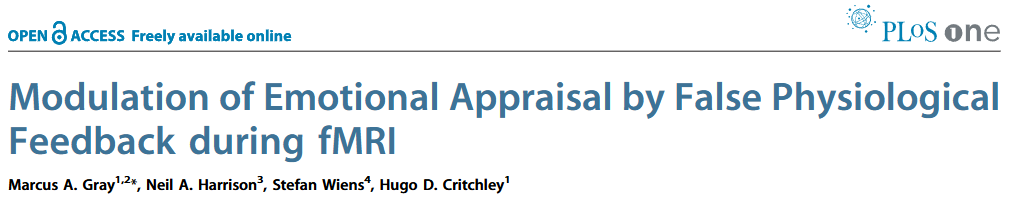 OPEN ACCESS Freely available online
PLoS one
Modulation of Emotional Appraisal by False Physiological
Feedback during fMRI
Marcus A. Gray1,2*, Neil A. Harrison3, Stefan Wiens4, Hugo D. Critchley1